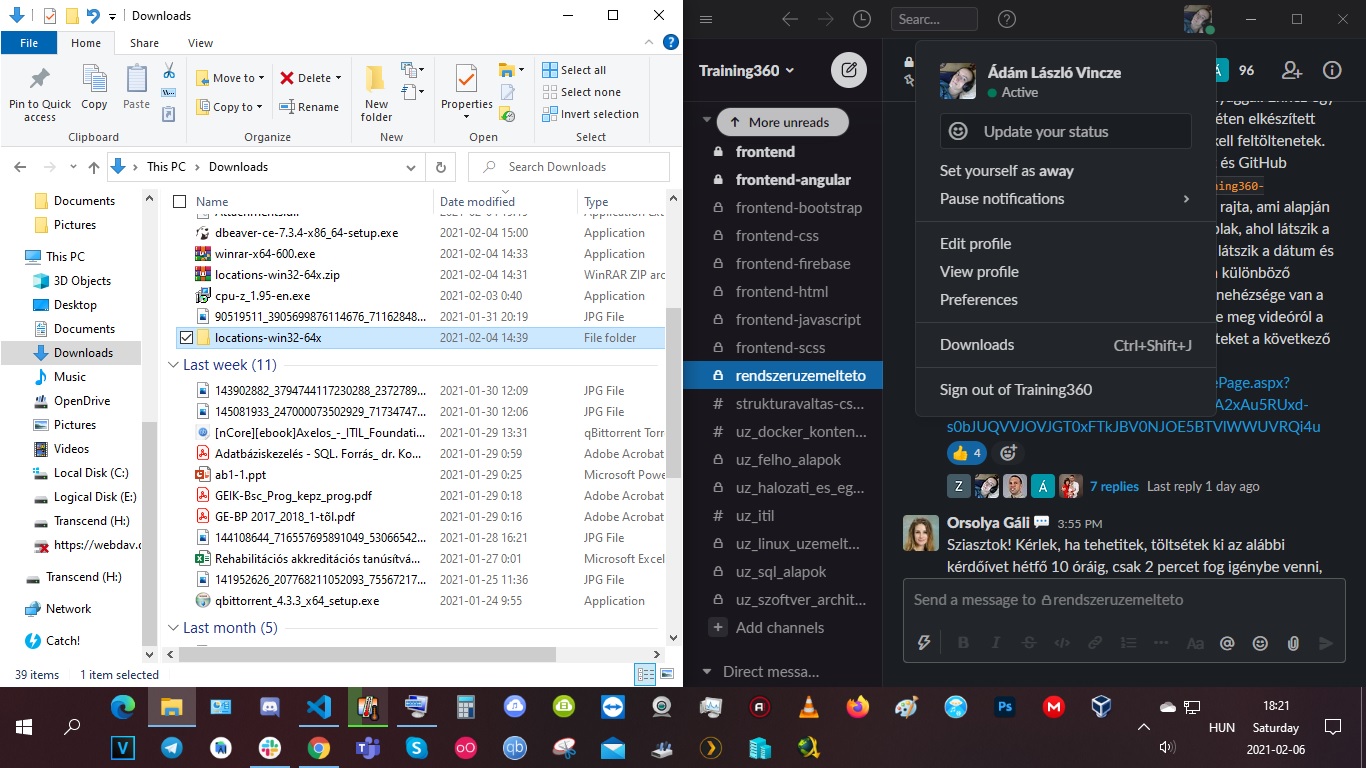 Downloads
File
Home
Share
View
Pin to Quick access
Copy
Paste
Clipboard
Move to
Copy to
Delete
Rename
Organize
New folder
New
Properties
Open
Select all
Select none
Invert selection
Select
This PC > Downloads
Search Downloads
Documents
Pictures
This PC
3D Objects
Desktop
Documents
Downloads
Music
OpenDrive
Pictures
Videos
Local Disk (C:)
Logical Disk (E:)
Transcend (H:)
https://webdav.c
Transcend (H:)
Network
Catch!
Name Date modified Type
dbeaver-ce-7.3.4-x86_64-setup.exe 2021-02-04 15:00 Application
winrar-x64-600.exe 2021-02-04 14:33 Application
locations-win32-64x.zip 2021-02-04 14:31 WinRAR ZIP arc
cpu-z_1.95-en.exe 2021-02-03 0:40 Application
90519511_3905699876114676_71162848... 2021-01-31 20:19 JPG File
locations-win32-64x 2021-02-04 14:39 File folder
Last week (11)
143902882_3794744117230288_2372789... 2021-01-30 12:09 JPG File
145081933_247000073502929_71734747... 2021-01-30 12:06 JPG File
[nCore][ebook]Axelos_-_ITIL_Foundati... 2021-01-29 13:31 qBittorrent Torr
Adatbáziskezelés - SQL. Forrás_ dr. Ko... 2021-01-29 0:59 Adobe Acrobat
ab1-1.ppt 2021-01-29 0:25 Microsoft Power
GEIK-Bsc_Prog_kepz_prog.pdf 2021-01-29 0:18 Adobe Acrobat
GE-BP 2017_2018_1-től.pdf 2021-01-29 0:16 Adobe Acrobat
144108644_716557695891049_53066542... 2021-01-28 16:21 JPG File
Rehabilitációs akkreditációs tanúsítvá... 2021-01-27 0:01 Microsoft Excel
141952626_207768211052093_75567217... 2021-01-25 11:36 JPG File
qbittorrent_4.3.3_x64_setup.exe 2021-01-24 9:55 Application
Last month (5)
39 items 1 item selected
Searc...
Training360
More unreads
frontend
frontend-angular
frontend-bootstrap
frontend-css
frontend-firebase
frontend-html
frontend-javascript
frontend-scss
rendszeruzemelteto
# strukturavaltas-cs...
# uz_docker_konten...
uz_felho_alapok
uz_halozati_es_eg...
# uz_itil
uz_linux_uzemelt...
uz_sql_alapok
uz_szoftver_archit...
+ Add channels
Direct messa...
Á 96
Ádám László Vincze
Active
Update your status
Set yourself as away
Pause notifications
Edit profile
View profile
Preferences
Downloads Ctrl+Shift+J
Sign out of Training360
éten elkészített
kell feltöltenetek.
és GitHub
ning360-
rajta, ami alapján
blak, ahol látszik a
látszik a dátum és
különböző
nehézsége van a
e meg videóról a
teket a következő
ePage.aspx?
A2xAu5RUxd-
s0bJUQVVJOVJGT0xFTkJBV0NJOE5BTVlWWUVRQi4u
4
Z Á 7 replies Last reply 1 day ago
Orsolya Gáli 3:55 PM
Sziasztok! Kérlek, ha tehetitek, töltsétek ki az alábbi
kérdőívet hétfő 10 óráig, csak 2 percet fog igénybe venni,
Send a message to rendszeruzemelteto
B I S Aa @
HUN
18:21
Saturday
2021-02-06